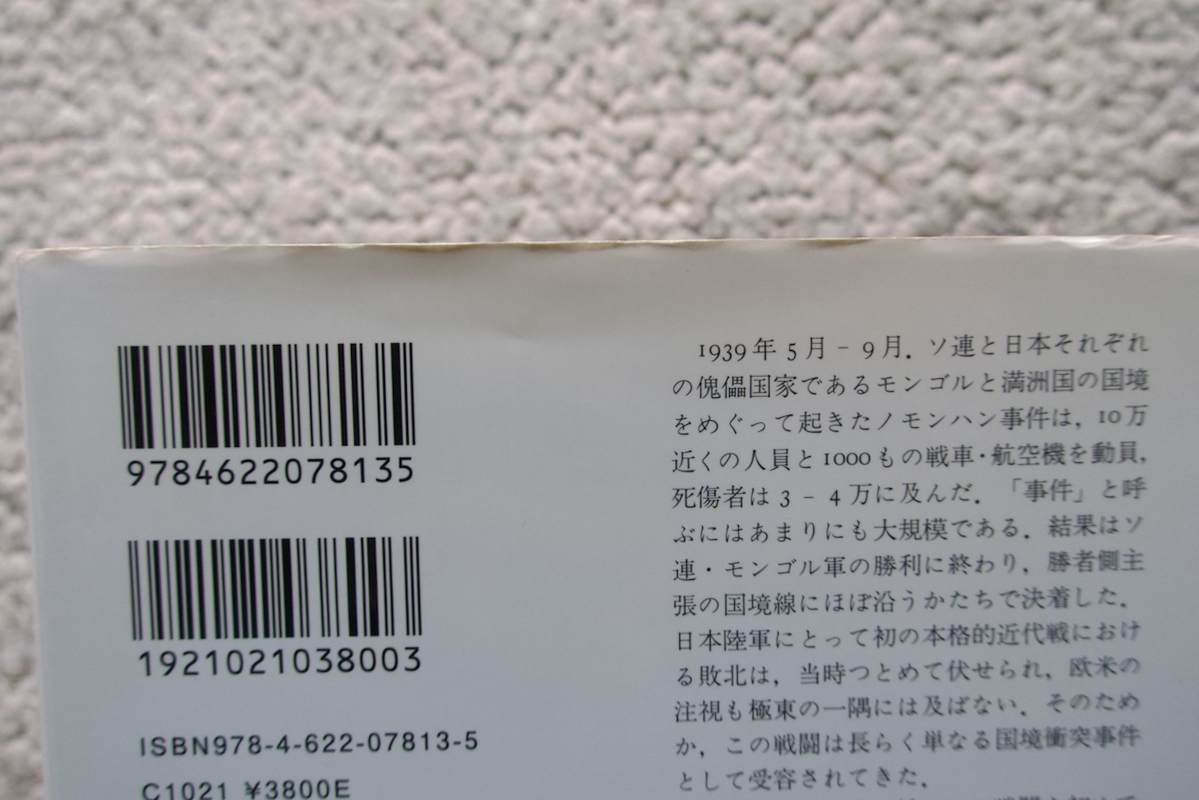 9784622078135
1921021038003
ISBN978-4-622-07813-5
C1021 ¥3800E
1939年5月－9月．ソ連と日本それぞれ
の傀儡国家であるモンゴルと満洲国の国境
をめぐって起きたノモンハン事件は，10万
近くの人員と1000もの戦車・航空機を動員，
死傷者は3－4万に及んだ．「事件」と呼
ぶにはあまりにも大規模である．結果はソ
連・モンゴル軍の勝利に終わり，勝者側主
張の国境線にほぼ沿うかたちで決着した．
日本陸軍にとって初の本格的近代戦におけ
る敗北は，当時つとめて伏せられ，欧米の
注視も極東の一隅には及ばない．そのため
か，この戦闘は長らく単なる国境衝突事件
として受容されてきた．